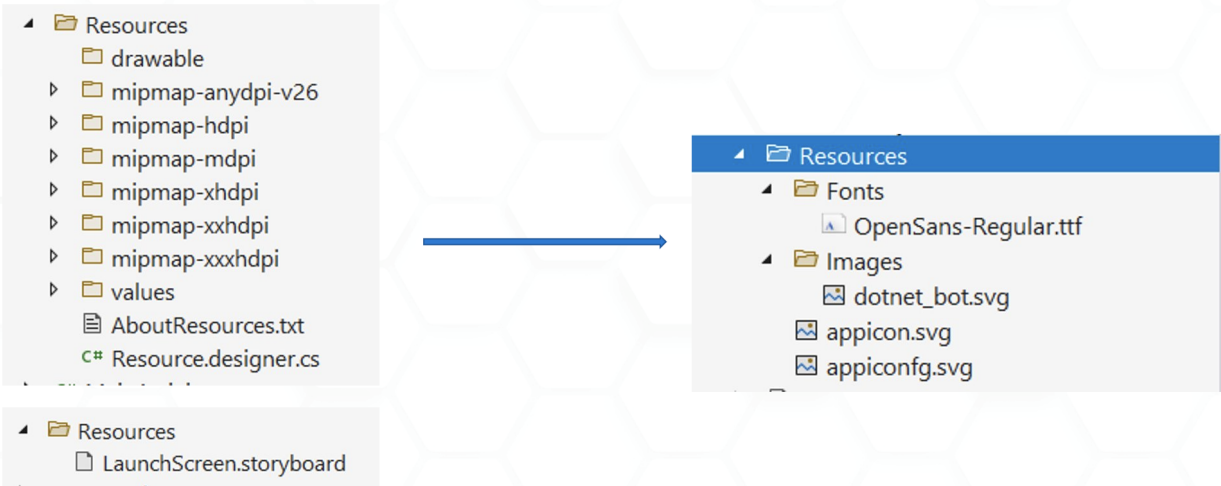 Resources
drawable
mipmap-anydpi-v26
mipmap-hdpi
mipmap-mdpi
mipmap-xhdpi
mipmap-xxhdpi
mipmap-xxxhdpi
values
AboutResources.txt
C# Resource.designer.cs
Resources
LaunchScreen.storyboard
Resources
Fonts
OpenSans-Regular.ttf
Images
dotnet_bot.svg
appicon.svg
appiconfg.svg